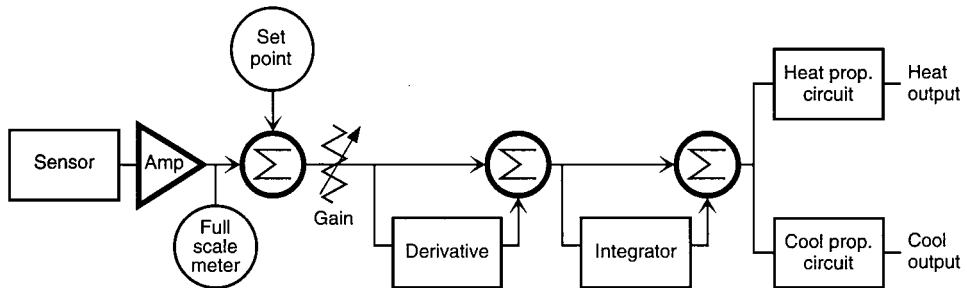 Set
point
Heat prop.
circuit
Heat
output
Sensor
Amp
Σ
Σ
Σ
Gain
Full
scale
meter
Derivative
Integrator
Cool prop.
circuit
Cool
output